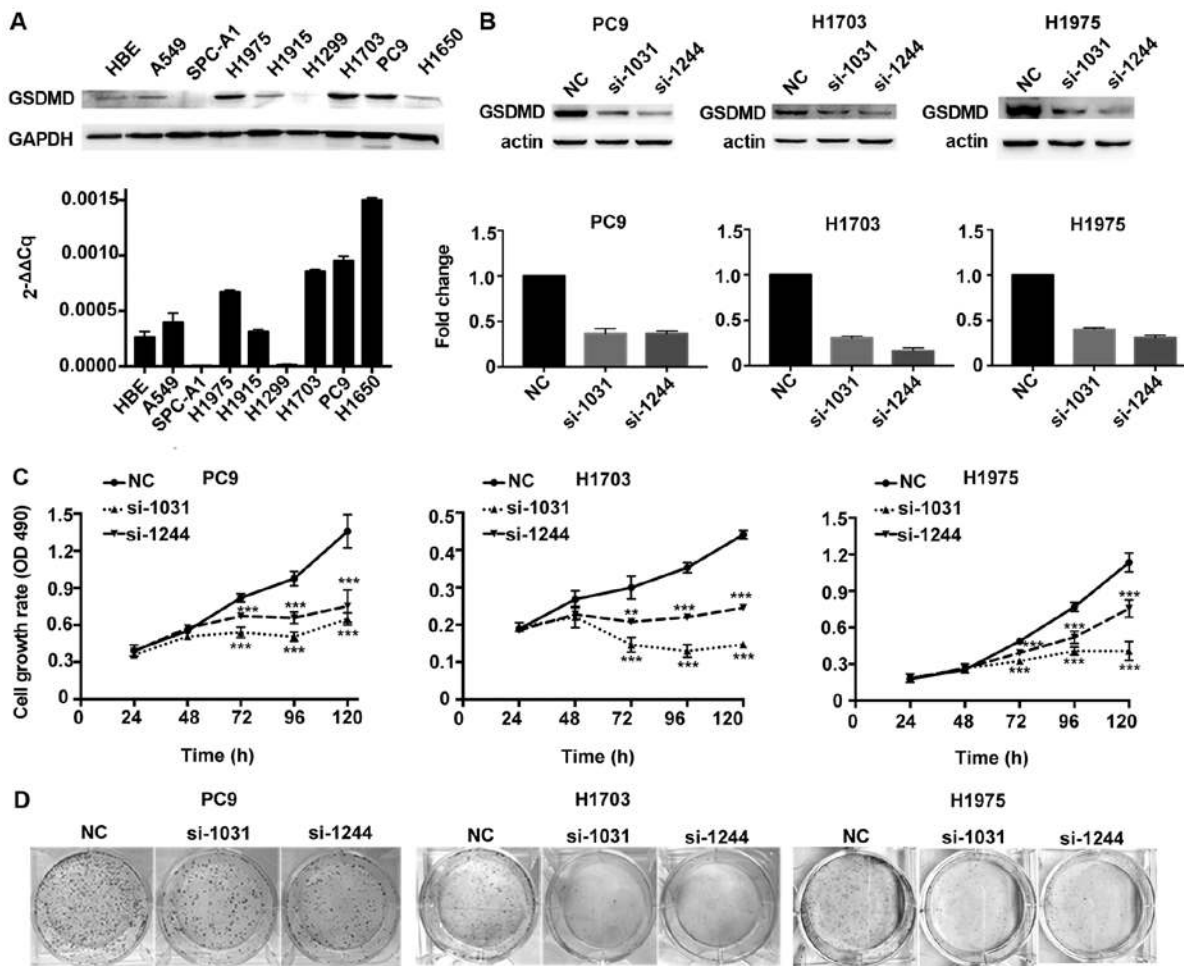 A
HBE A549 SPC-A1 H1975 H1915 H1299 H1703 PC9 H1650
GSDMD
GAPDH
2-ΔΔCq
0.0015
0.0010
0.0005
0.0000
HBE A549 SPC-A1 H1975 H1915 H1299 H1703 PC9 H1650
B
PC9 H1703 H1975
NC si-1031 si-1244 NC si-1031 si-1244 NC si-1031 si-1244
GSDMD GSDMD GSDMD
actin actin actin
PC9 H1703 H1975
Fold change
1.5 1.5 1.5
1.0 1.0 1.0
0.5 0.5 0.5
0 0 0
NC si-1031 si-1244 NC si-1031 si-1244 NC si-1031 si-1244
C
PC9 H1703 H1975
NC NC NC
si-1031 si-1031 si-1031
si-1244 si-1244 si-1244
Cell growth rate (OD 490)
1.5 0.5 1.5
1.2 0.4 1.2
0.9 0.3 0.9
0.6 0.2 0.6
0.3 0.1 0.3
0 0 0
*** *** *** *** *** ***
** *** *** *** *** ***
*** *** *** *** *** ***
0 24 48 72 96 120 0 24 48 72 96 120 0 24 48 72 96 120
Time (h) Time (h) Time (h)
D
PC9 H1703 H1975
NC si-1031 si-1244 NC si-1031 si-1244 NC si-1031 si-1244